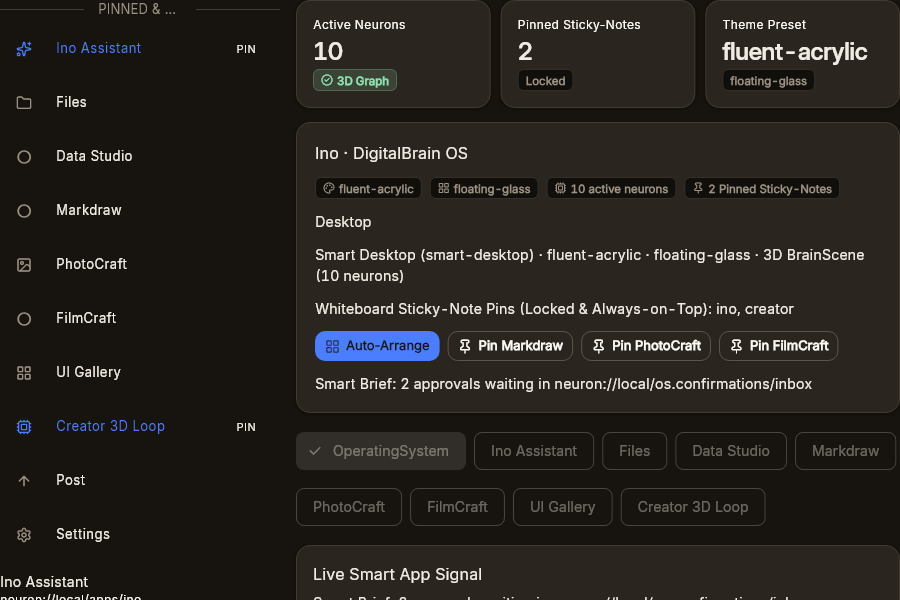 PINNED & ...
Ino Assistant PIN
Files
Data Studio
Markdraw
PhotoCraft
FilmCraft
UI Gallery
Creator 3D Loop PIN
Post
Settings
Ino Assistant
neuron://local/apps/ino
Active Neurons
10
3D Graph
Pinned Sticky-Notes
2
Locked
Theme Preset
fluent-acrylic
floating-glass
Ino · DigitalBrain OS
fluent-acrylic floating-glass 10 active neurons 2 Pinned Sticky-Notes
Desktop
Smart Desktop (smart-desktop) · fluent-acrylic · floating-glass · 3D BrainScene
(10 neurons)
Whiteboard Sticky-Note Pins (Locked & Always-on-Top): ino, creator
Auto-Arrange Pin Markdraw Pin PhotoCraft Pin FilmCraft
Smart Brief: 2 approvals waiting in neuron://local/os.confirmations/inbox
OperatingSystem Ino Assistant Files Data Studio Markdraw
PhotoCraft FilmCraft UI Gallery Creator 3D Loop
Live Smart App Signal